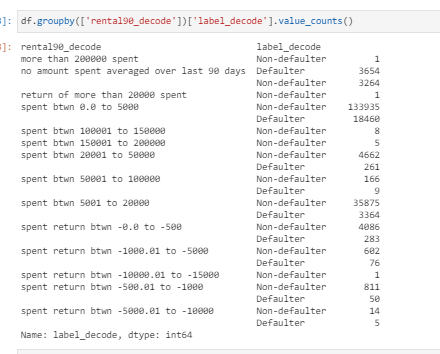 3]: df.groupby(['rental90_decode'])['label_decode'].value_counts()
]: rental90_decode label_decode
more than 200000 spent Non-defaulter 1
no amount spent averaged over last 90 days Defaulter 3654
Non-defaulter 3264
return of more than 20000 spent Non-defaulter 1
spent btwn 0.0 to 5000 Non-defaulter 133935
Defaulter 18460
spent btwn 100001 to 150000 Non-defaulter 8
spent btwn 150001 to 200000 Non-defaulter 5
spent btwn 20001 to 50000 Non-defaulter 4662
Defaulter 261
spent btwn 50001 to 100000 Non-defaulter 166
Defaulter 9
spent btwn 5001 to 20000 Non-defaulter 35875
Defaulter 3364
spent return btwn -0.0 to -500 Non-defaulter 4086
Defaulter 283
spent return btwn -1000.01 to -5000 Non-defaulter 602
Defaulter 76
spent return btwn -10000.01 to -15000 Non-defaulter 1
spent return btwn -500.01 to -1000 Non-defaulter 811
Defaulter 50
spent return btwn -5000.01 to -10000 Non-defaulter 14
Defaulter 5
Name: label_decode, dtype: int64